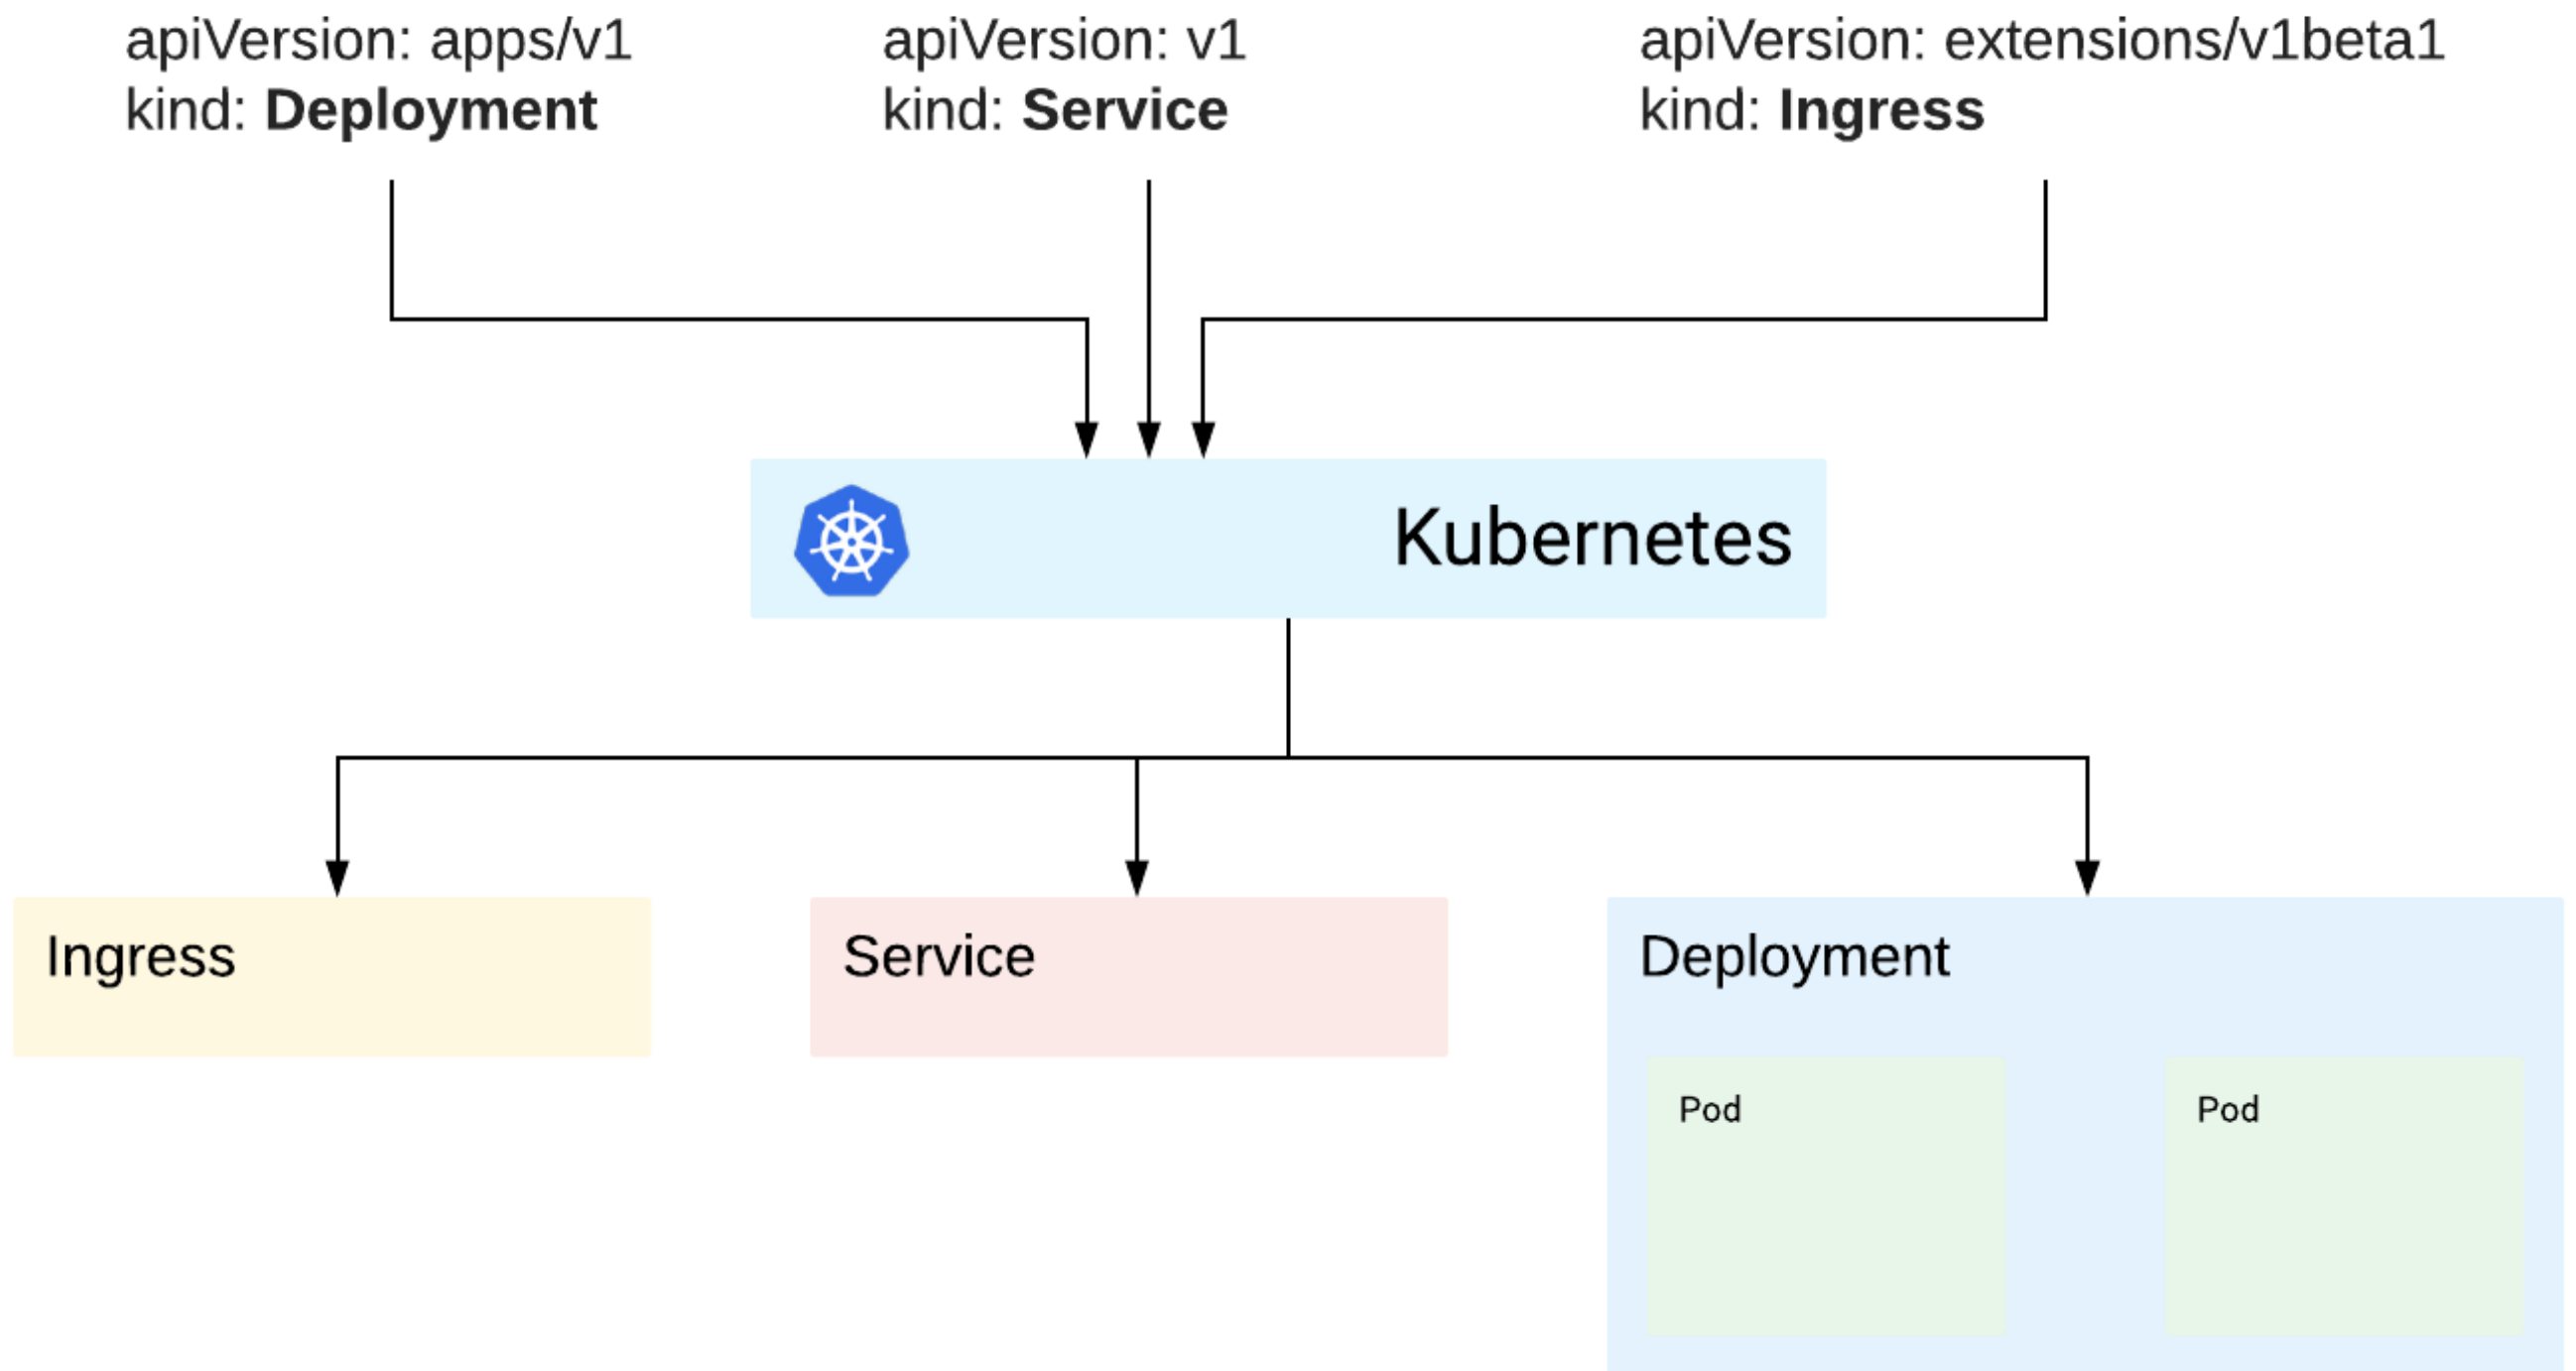 apiVersion: apps/v1
kind: Deployment
apiVersion: v1
kind: Service
apiVersion: extensions/v1beta1
kind: Ingress
Kubernetes
Ingress
Service
Deployment
Pod
Pod